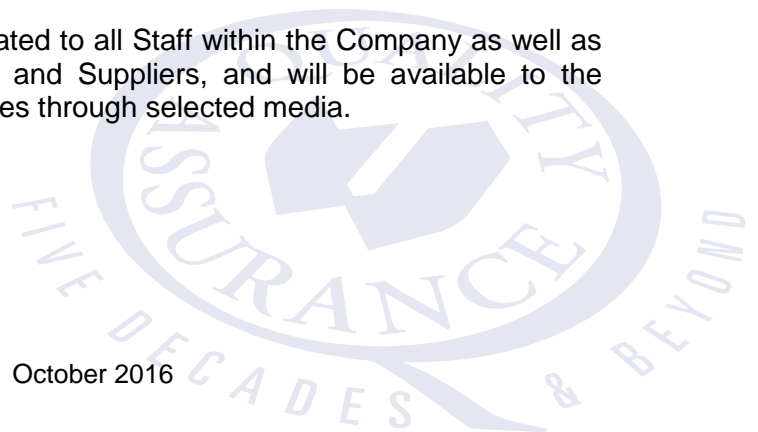 ated to all Staff within the Company as well as
and Suppliers, and will be available to the
es through selected media.
QUALITY
ASSURANCE
FIVE DECADES & BEYOND
October 2016